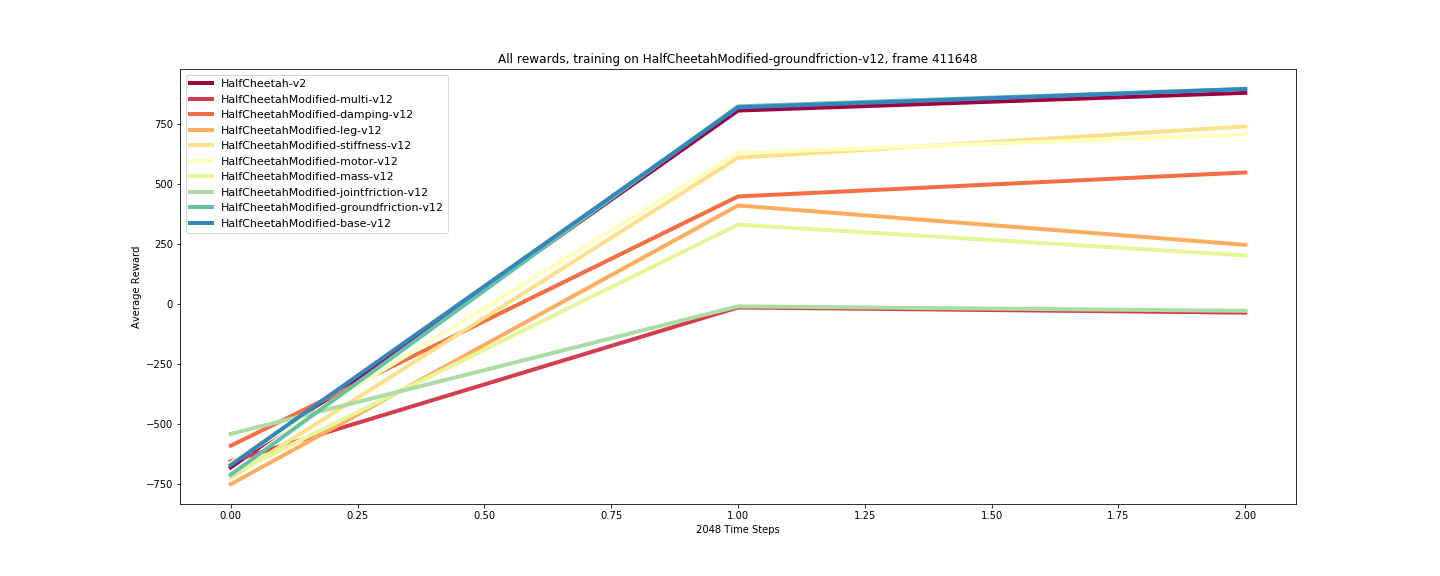 All rewards, training on HalfCheetahModified-groundfriction-v12, frame 411648
HalfCheetah-v2
HalfCheetahModified-multi-v12
HalfCheetahModified-damping-v12
HalfCheetahModified-leg-v12
HalfCheetahModified-stiffness-v12
HalfCheetahModified-motor-v12
HalfCheetahModified-mass-v12
HalfCheetahModified-jointfriction-v12
HalfCheetahModified-groundfriction-v12
HalfCheetahModified-base-v12
Average Reward
750
500
250
0
−250
−500
−750
0.00 0.25 0.50 0.75 1.00 1.25 1.50 1.75 2.00
2048 Time Steps